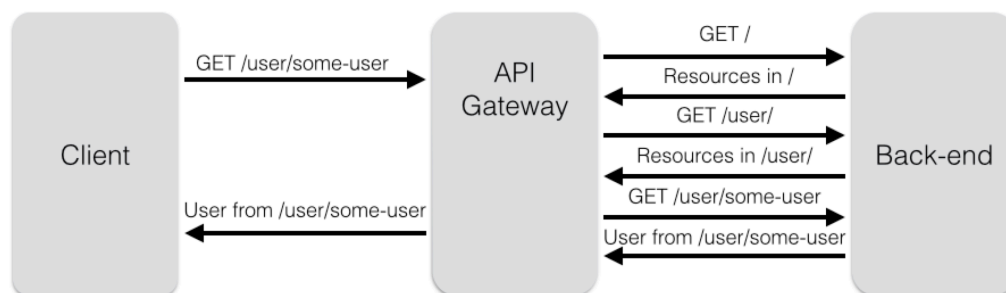 Client
GET /user/some-user
User from /user/some-user
API
Gateway
GET /
Resources in /
GET /user/
Resources in /user/
GET /user/some-user
User from /user/some-user
Back-end